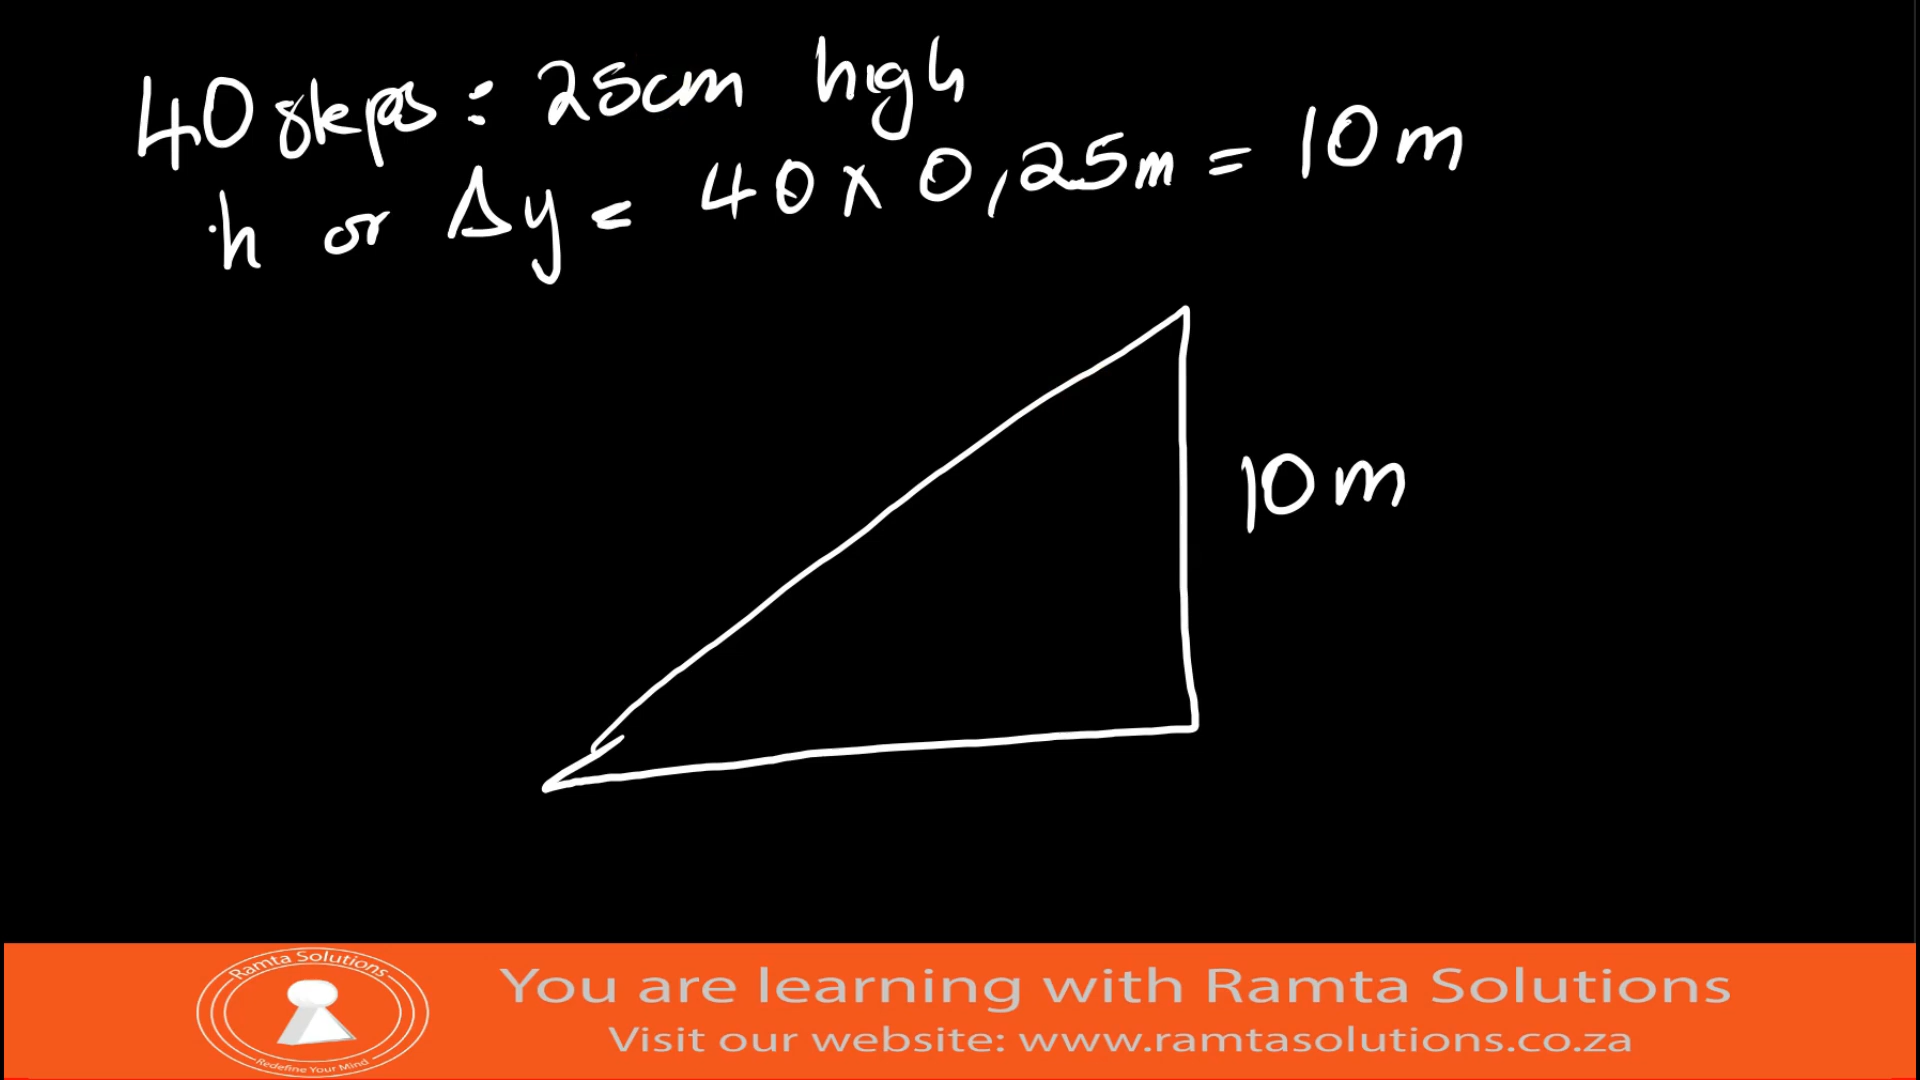 40 steps : 25cm high
h or Δy = 40 x 0,25m = 10m
10m
Ramta Solutions
Redefine Your Mind
You are learning with Ramta Solutions
Visit our website: www.ramtasolutions.co.za